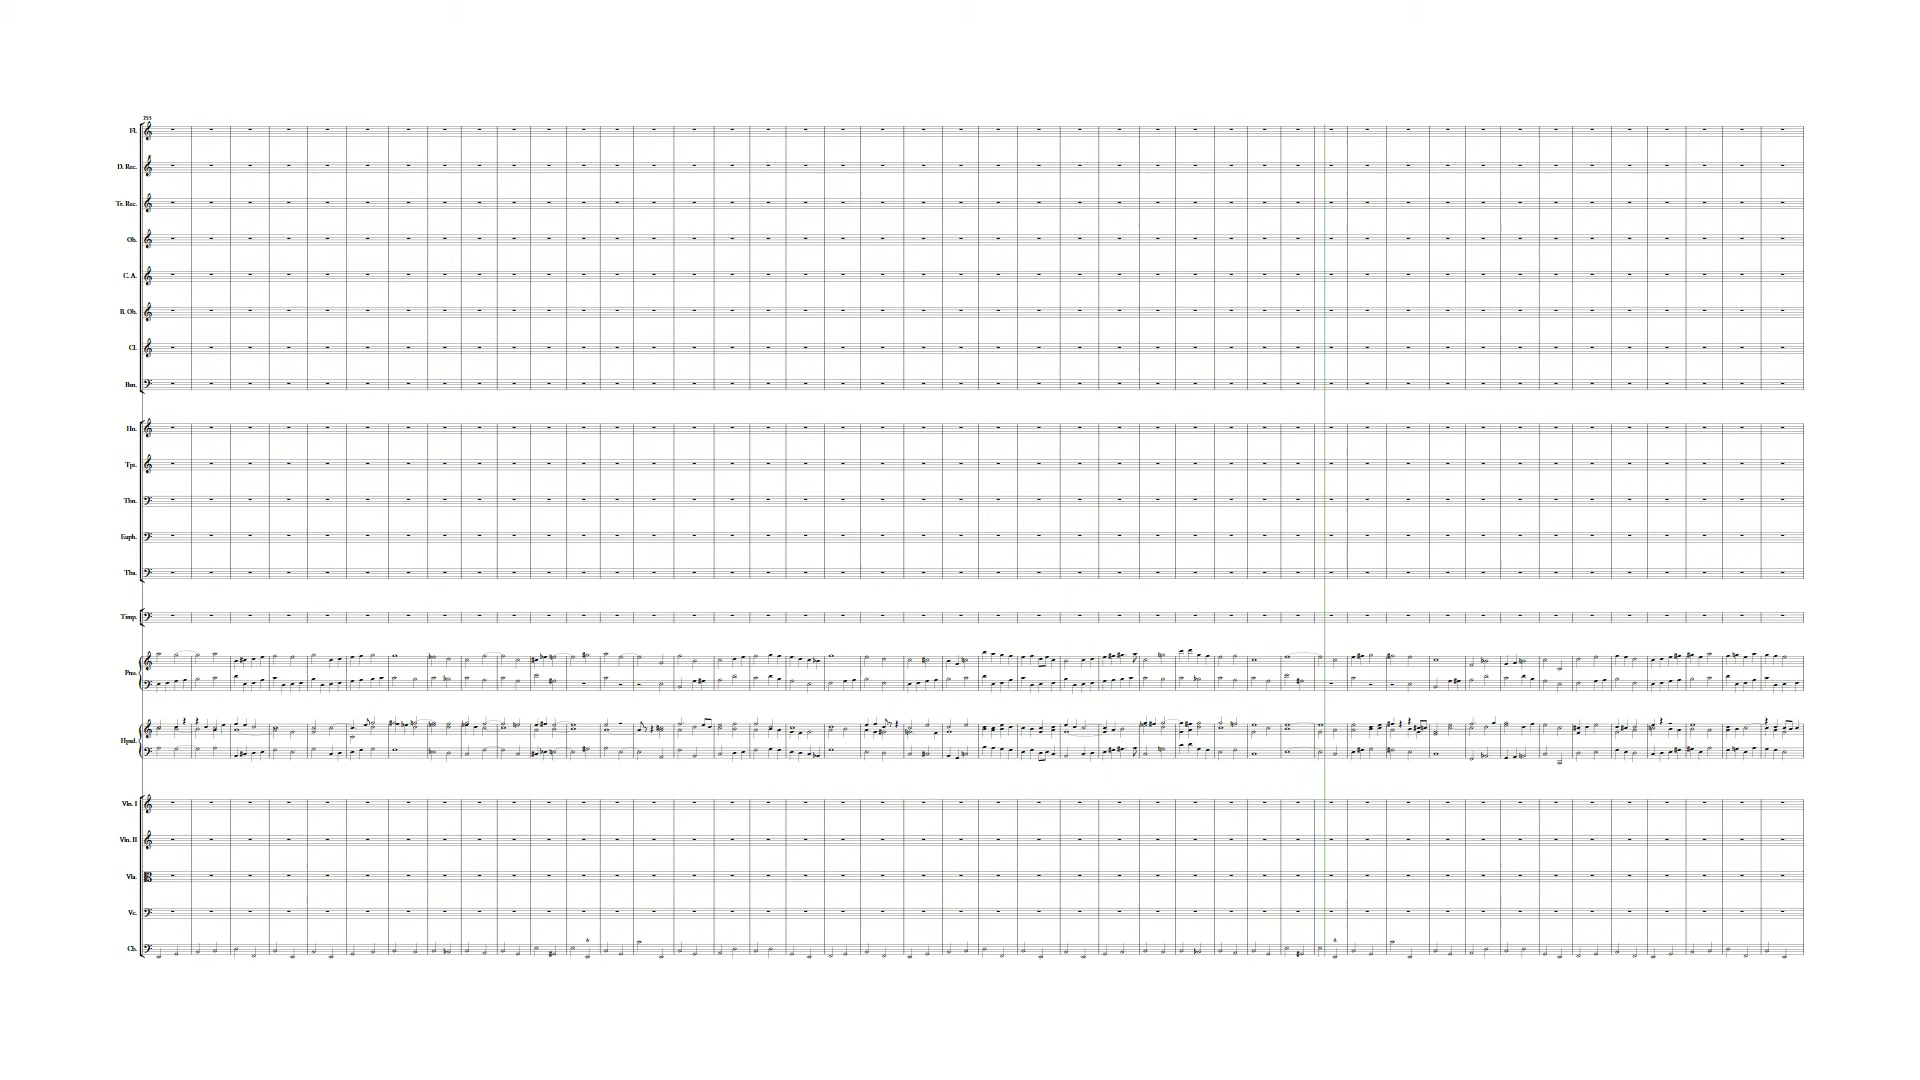 Fl.
D. Rec.
Tr. Rec.
Ob.
C. A.
B. Ob.
Cl.
Bsn.
Hn.
Tpt.
Tbn.
Euph.
Tba.
Timp.
Pno.
Hpsd.
Vln. I
Vln. II
Vla.
Vc.
Cb.